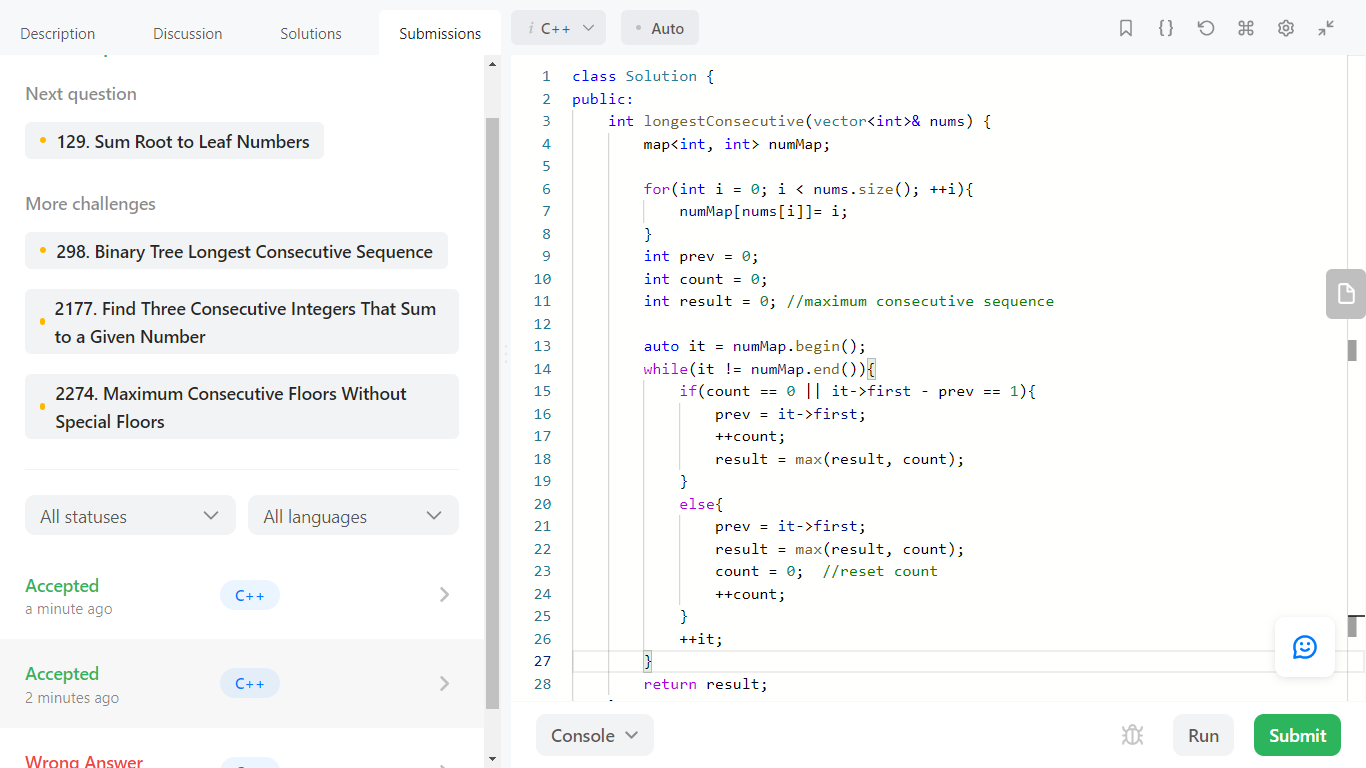 Description Discussion Solutions Submissions
i C++ Auto
Next question
129. Sum Root to Leaf Numbers
More challenges
298. Binary Tree Longest Consecutive Sequence
2177. Find Three Consecutive Integers That Sum
to a Given Number
2274. Maximum Consecutive Floors Without
Special Floors
All statuses All languages
Accepted
a minute ago
C++
Accepted
2 minutes ago
C++
Wrong Answer
1 class Solution {
2 public:
3     int longestConsecutive(vector<int>& nums) {
4         map<int, int> numMap;
5
6         for(int i = 0; i < nums.size(); ++i){
7             numMap[nums[i]]= i;
8         }
9         int prev = 0;
10         int count = 0;
11         int result = 0; //maximum consecutive sequence
12
13         auto it = numMap.begin();
14         while(it != numMap.end()){
15             if(count == 0 || it->first - prev == 1){
16                 prev = it->first;
17                 ++count;
18                 result = max(result, count);
19             }
20             else{
21                 prev = it->first;
22                 result = max(result, count);
23                 count = 0;  //reset count
24                 ++count;
25             }
26             ++it;
27         }
28         return result;
Console Run Submit